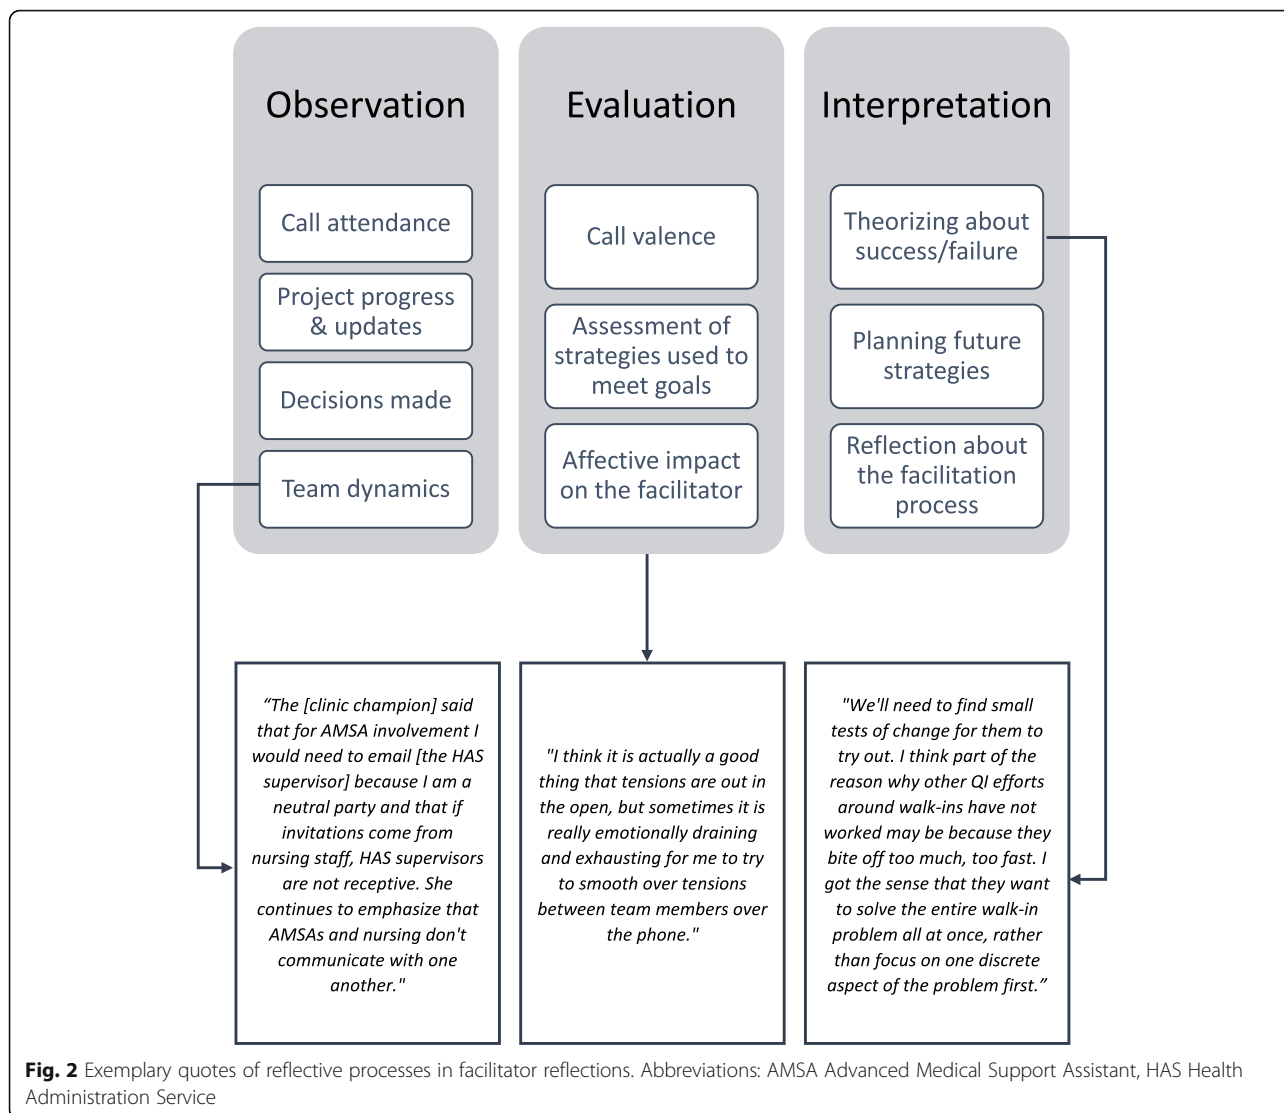 Observation
Call attendance
Project progress
& updates
Decisions made
Team dynamics
Evaluation
Call valence
Assessment of
strategies used to
meet goals
Affective impact
on the facilitator
Interpretation
Theorizing about
success/failure
Planning future
strategies
Reflection about
the facilitation
process
“The [clinic champion] said
that for AMSA involvement I
would need to email [the HAS
supervisor] because I am a
neutral party and that if
invitations come from
nursing staff, HAS supervisors
are not receptive. She
continues to emphasize that
AMSAs and nursing don't
communicate with one
another."
"I think it is actually a good
thing that tensions are out in
the open, but sometimes it is
really emotionally draining
and exhausting for me to try
to smooth over tensions
between team members over
the phone."
"We'll need to find small
tests of change for them to
try out. I think part of the
reason why other QI efforts
around walk-ins have not
worked may be because they
bite off too much, too fast. I
got the sense that they want
to solve the entire walk-in
problem all at once, rather
than focus on one discrete
aspect of the problem first.”
Fig. 2 Exemplary quotes of reflective processes in facilitator reflections. Abbreviations: AMSA Advanced Medical Support Assistant, HAS Health
Administration Service